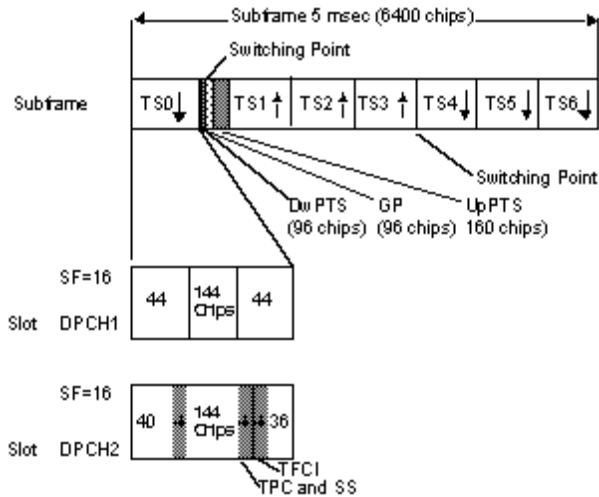 Subframe 5 msec (6400 chips)
Switching Point
Subframe TS0 TS1 TS2 TS3 TS4 TS5 TS6
Switching Point
DwPTS GP UpPTS
(96 chips) (96 chips) 160 chips)
SF=16
44 144 44
Chips
Slot DPCH1
SF=16
40 144 36
Chips
Slot DPCH2
TFCI
TPC and SS